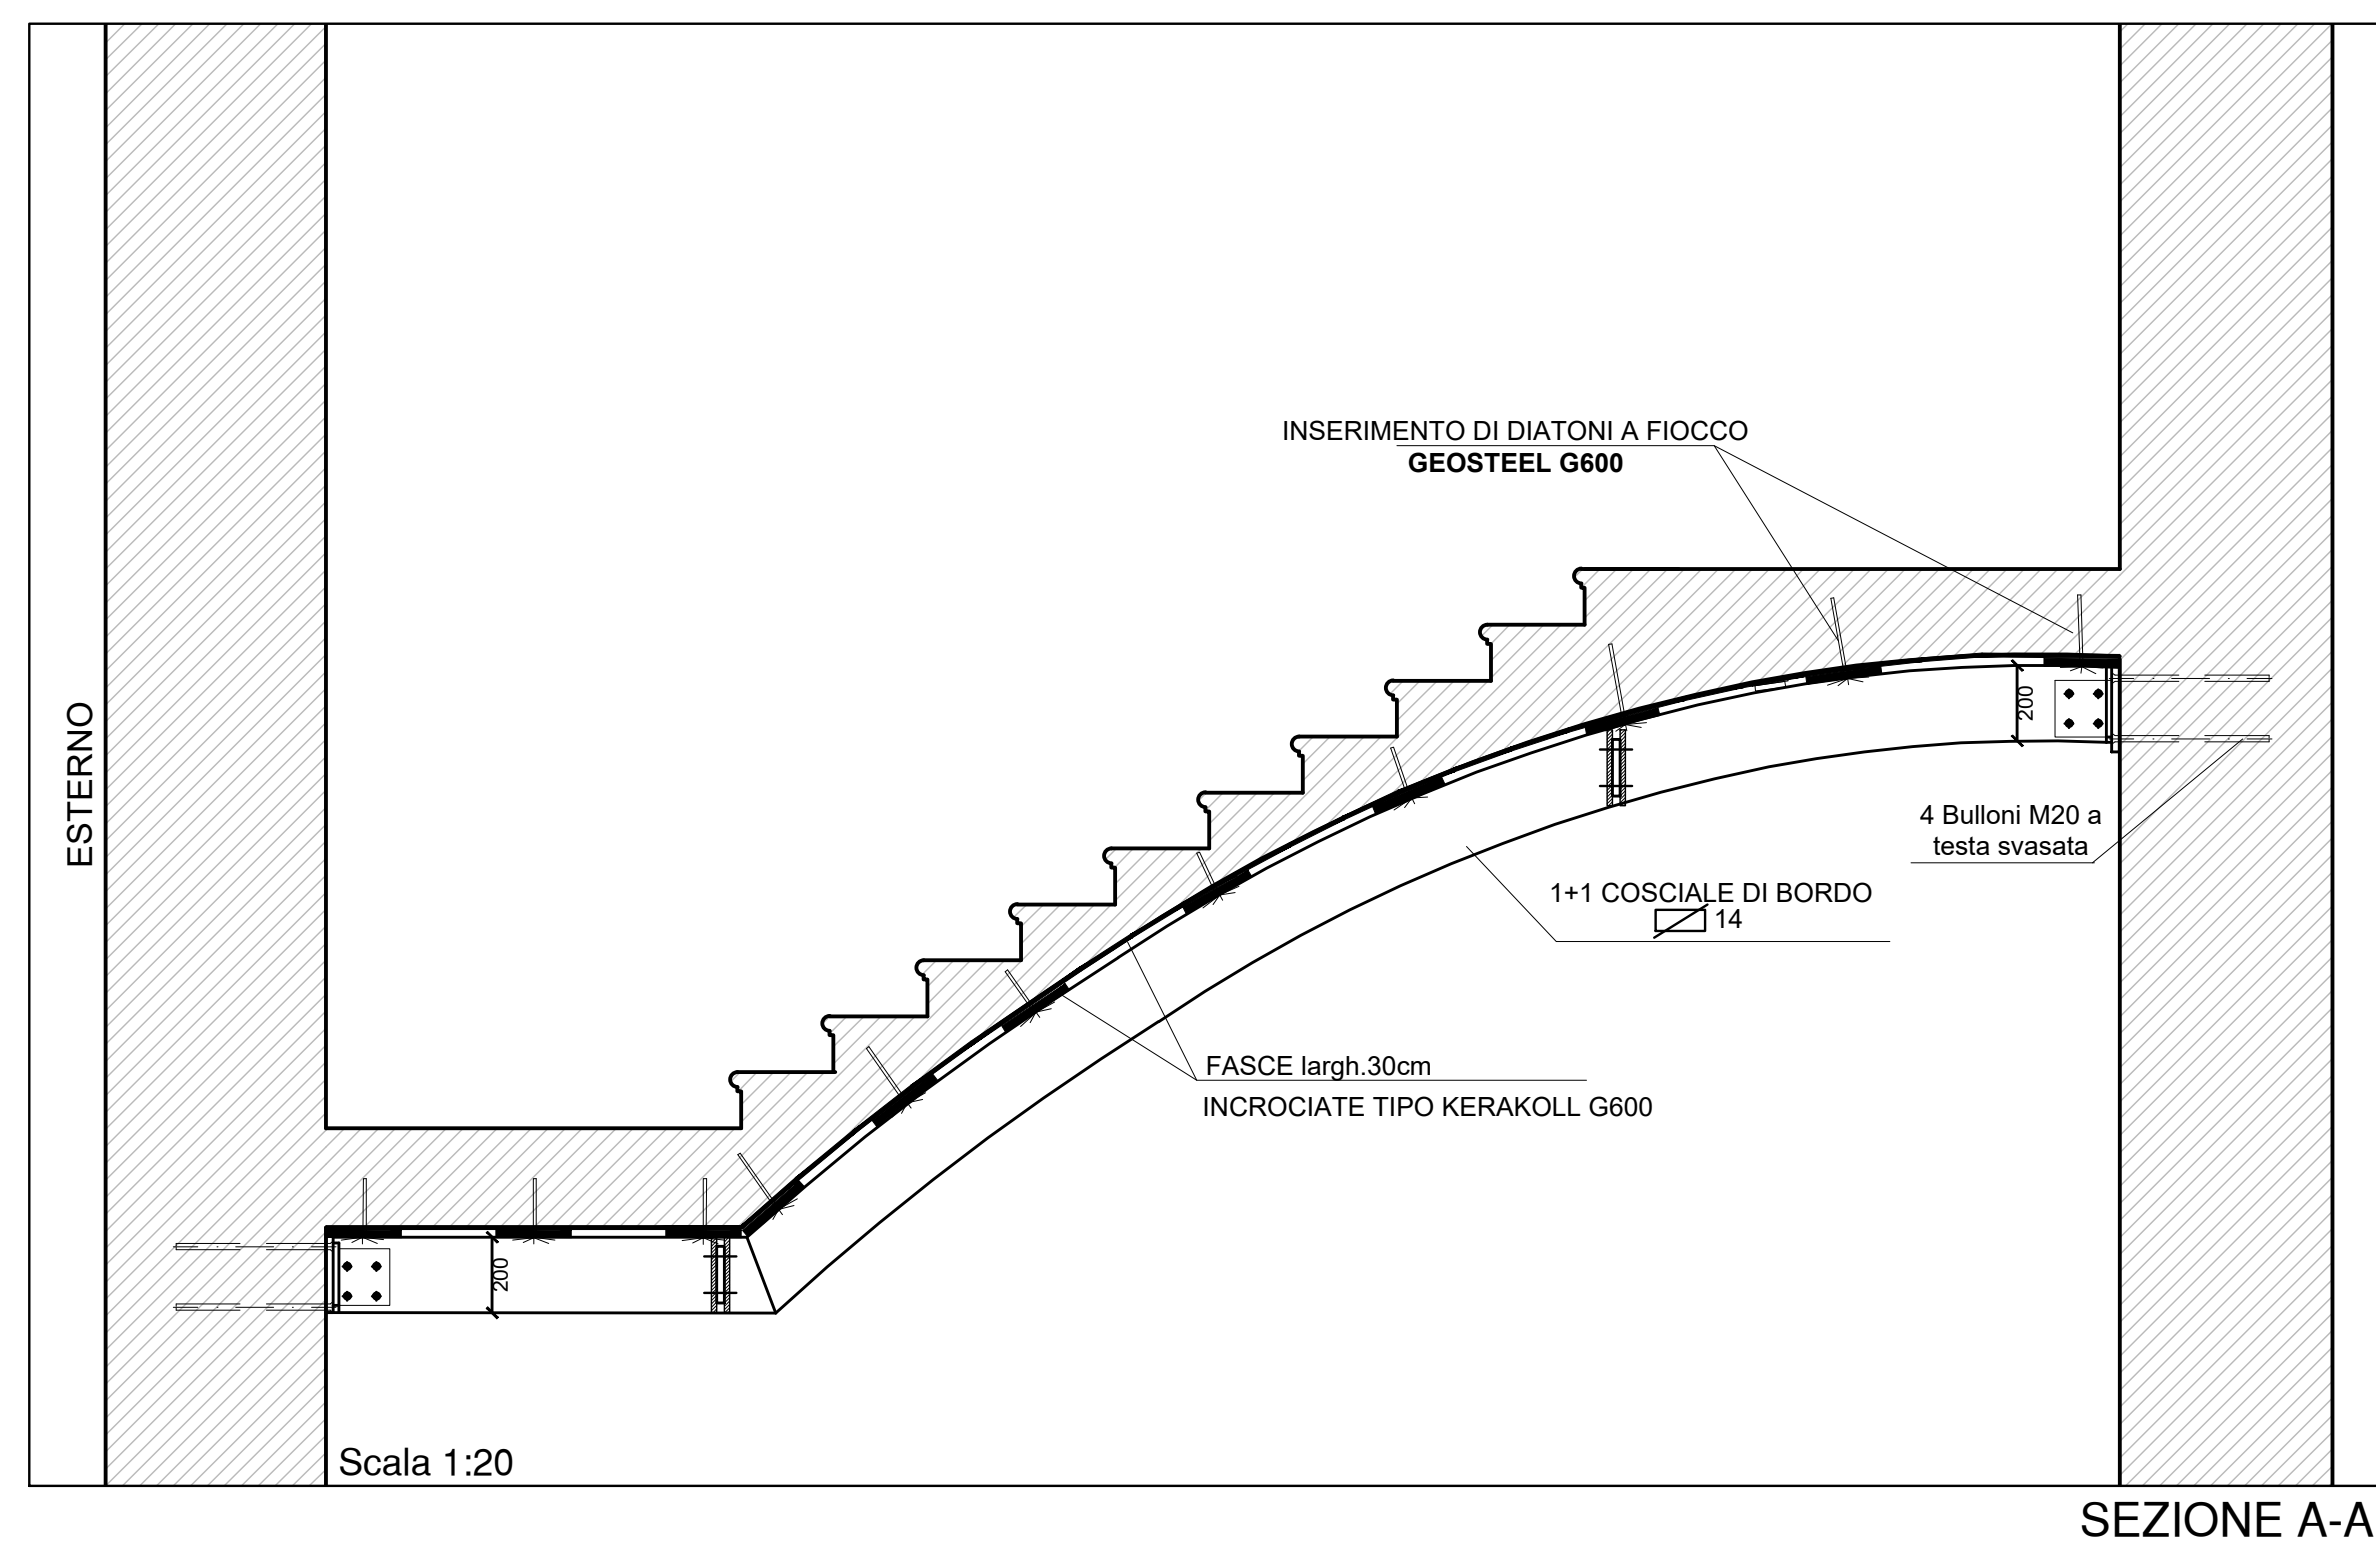 INSERIMENTO DI DIATONI A FIOCCO
GEOSTEEL G600
ESTERNO
200
4 Bulloni M20 a
testa svasata
1+1 COSCIALE DI BORDO
14
FASCE largh.30cm
INCROCIATE TIPO KERAKOLL G600
200
Scala 1:20
SEZIONE A-A